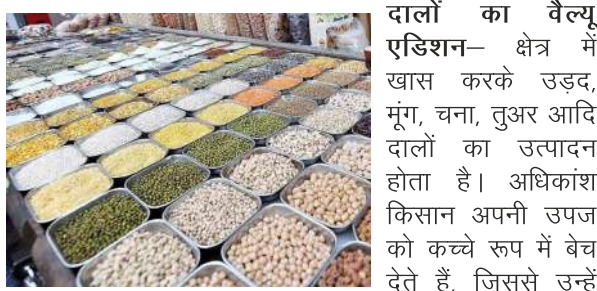 दालों का वैल्यू
एडिशन– क्षेत्र में
खास करके उड़द,
मूंग, चना, तुअर आदि
दालों का उत्पादन
होता है। अधिकांश
किसान अपनी उपज
को कच्चे रूप में बेच
देते हैं, जिससे उन्हें